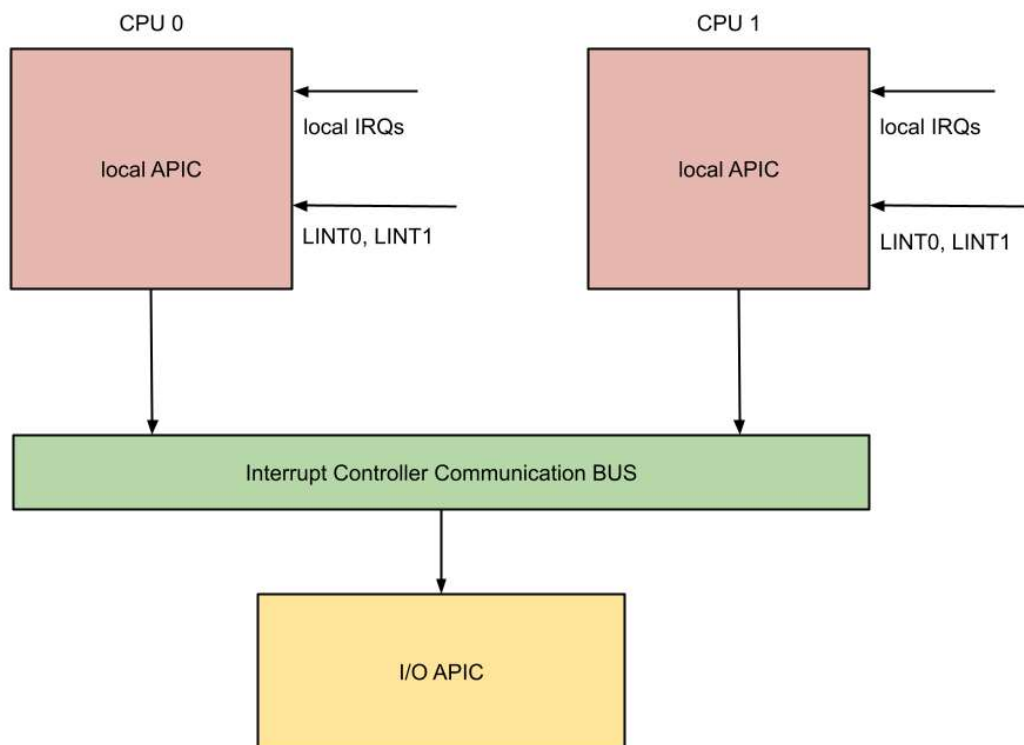 CPU 0
CPU 1
local APIC
local IRQs
LINT0, LINT1
local APIC
local IRQs
LINT0, LINT1
Interrupt Controller Communication BUS
I/O APIC